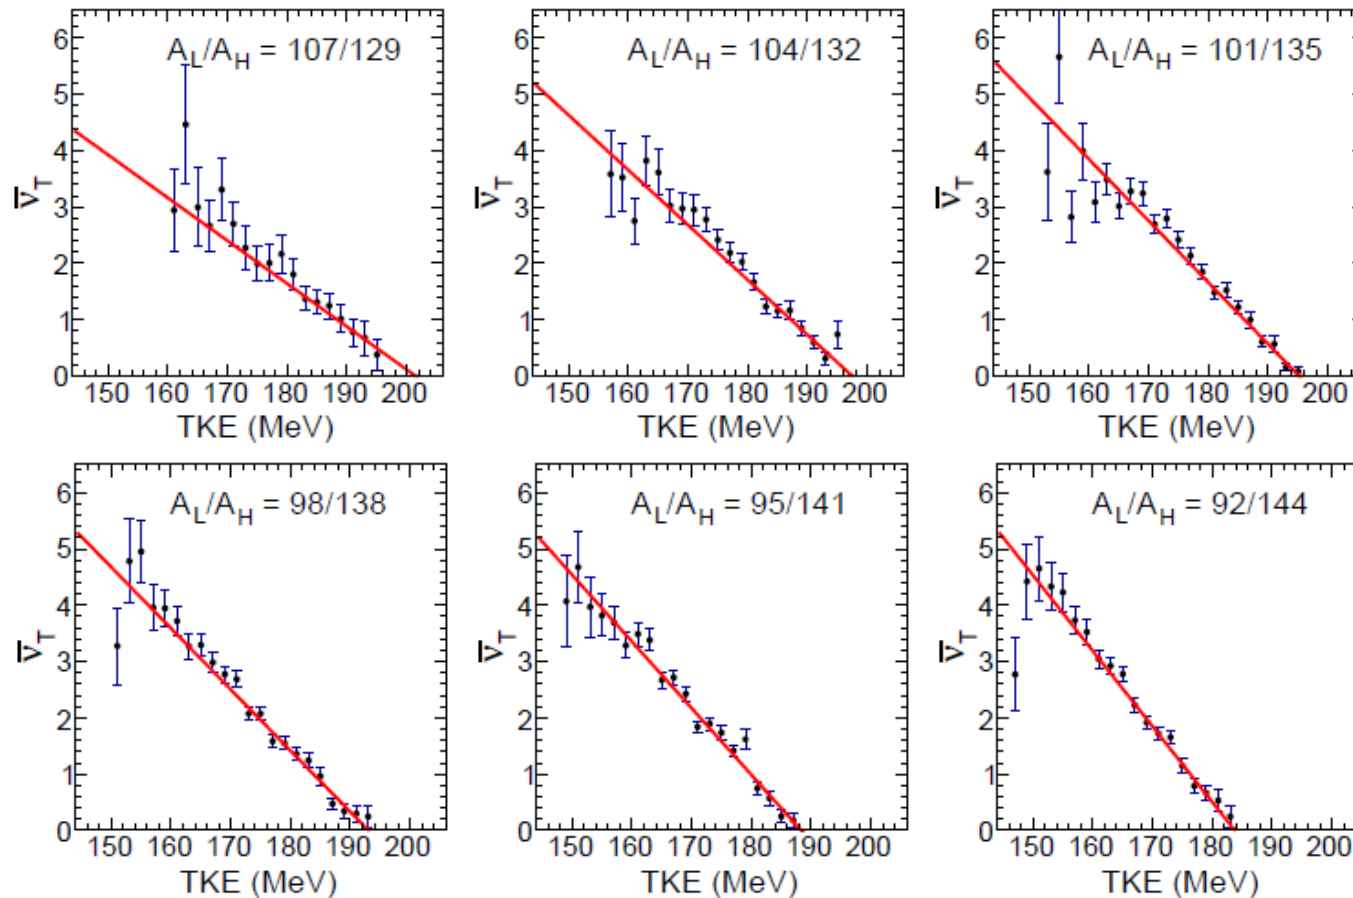 A_L/A_H = 107/129
ν̄_T
6
5
4
3
2
1
0
150 160 170 180 190 200
TKE (MeV)
A_L/A_H = 104/132
ν̄_T
6
5
4
3
2
1
0
150 160 170 180 190 200
TKE (MeV)
A_L/A_H = 101/135
ν̄_T
6
5
4
3
2
1
0
150 160 170 180 190 200
TKE (MeV)
A_L/A_H = 98/138
ν̄_T
6
5
4
3
2
1
0
150 160 170 180 190 200
TKE (MeV)
A_L/A_H = 95/141
ν̄_T
6
5
4
3
2
1
0
150 160 170 180 190 200
TKE (MeV)
A_L/A_H = 92/144
ν̄_T
6
5
4
3
2
1
0
150 160 170 180 190 200
TKE (MeV)